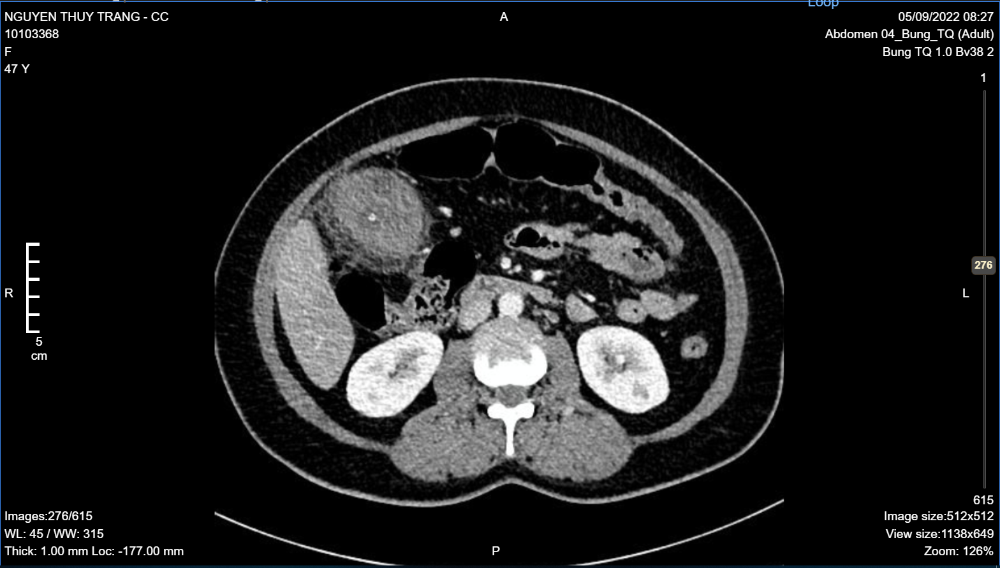 Loop
NGUYEN THUY TRANG - CC
10103368
F
47 Y
A
05/09/2022 08:27
Abdomen 04_Bung_TQ (Adult)
Bung TQ 1.0 Bv38 2
1
276
R
L
5
cm
615
Images:276/615
WL: 45 / WW: 315
Thick: 1.00 mm Loc: -177.00 mm
P
Image size:512x512
View size:1138x649
Zoom: 126%